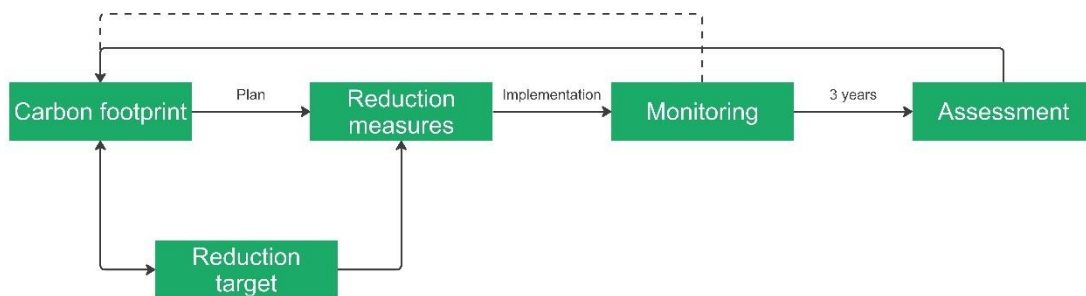 Carbon footprint
Plan
Reduction
measures
Implementation
Monitoring
3 years
Assessment
Reduction
target